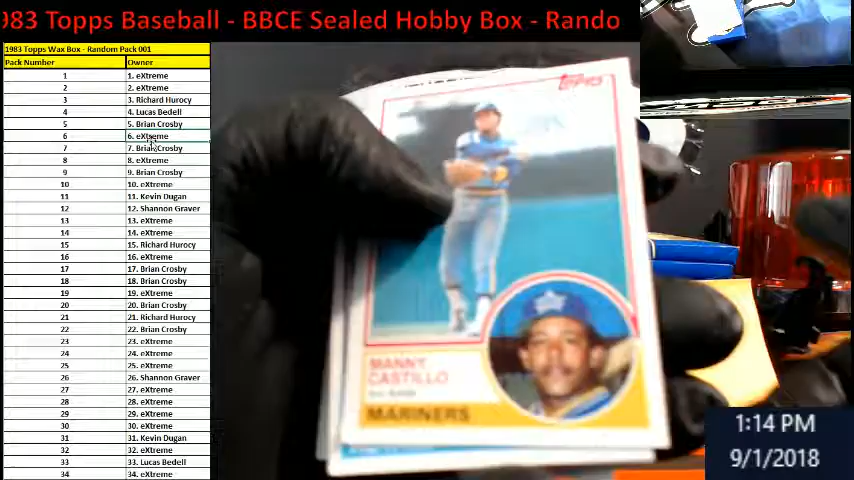 983 Topps Baseball - BBCE Sealed Hobby Box - Rando
1983 Topps Wax Box - Random Pack 001
Pack Number Owner
1 1. eXtreme
2 2. eXtreme
3 3. Richard Hurocy
4 4. Lucas Bedell
5 5. Brian Crosby
6 6. eXtreme
7 7. Brian Crosby
8 8. eXtreme
9 9. Brian Crosby
10 10. eXtreme
11 11. Kevin Dugan
12 12. Shannon Graver
13 13. eXtreme
14 14. eXtreme
15 15. Richard Hurocy
16 16. eXtreme
17 17. Brian Crosby
18 18. Brian Crosby
19 19. eXtreme
20 20. Brian Crosby
21 21. Richard Hurocy
22 22. Brian Crosby
23 23. eXtreme
24 24. eXtreme
25 25. eXtreme
26 26. Shannon Graver
27 27. eXtreme
28 28. eXtreme
29 29. eXtreme
30 30. eXtreme
31 31. Kevin Dugan
32 32. eXtreme
33 33. Lucas Bedell
34 34. eXtreme
TOPPS
MANNY
CASTILLO
MARINERS
1:14 PM
9/1/2018